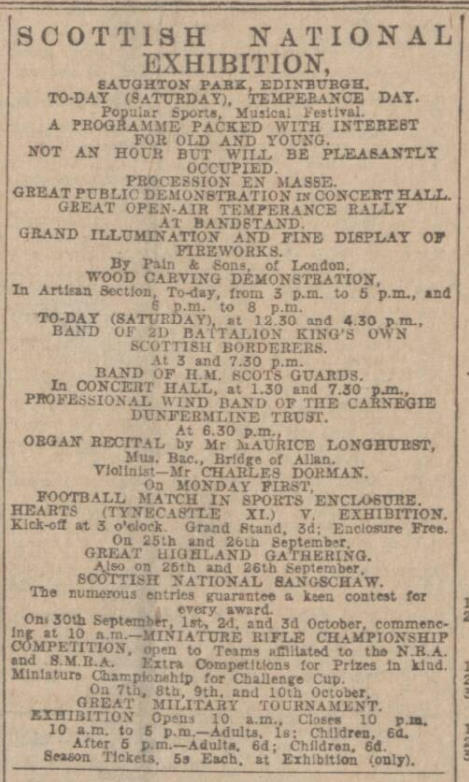 SCOTTISH NATIONAL
EXHIBITION,
SAUGHTON PARK, EDINBURGH.
TO-DAY (SATURDAY), TEMPERANCE DAY.
Popular Sports, Musical Festival.
A PROGRAMME PACKED WITH INTEREST
FOR OLD AND YOUNG.
NOT AN HOUR BUT WILL BE PLEASANTLY
OCCUPIED.
PROCESSION EN MASSE.
GREAT PUBLIC DEMONSTRATION IN CONCERT HALL.
GREAT OPEN-AIR TEMPERANCE RALLY
AT BANDSTAND.
GRAND ILLUMINATION AND FINE DISPLAY OF
FIREWORKS.
By Pain & Sons, of London.
WOOD CARVING DEMONSTRATION,
In Artisan Section, To-day, from 3 p.m. to 5 p.m., and
6 p.m. to 8 p.m.
TO-DAY (SATURDAY), at 12.30 and 4.30 p.m.,
BAND OF 2D BATTALION KING'S OWN
SCOTTISH BORDERERS.
At 3 and 7.30 p.m.
BAND OF H.M. SCOTS GUARDS.
In CONCERT HALL, at 1.30 and 7.30 p.m.,
PROFESSIONAL WIND BAND OF THE CARNEGIE
DUNFERMLINE TRUST.
At 6.30 p.m.,
ORGAN RECITAL by Mr MAURICE LONGHURST,
Mus. Bac., Bridge of Allan.
Violinist—Mr CHARLES DORMAN.
On MONDAY FIRST,
FOOTBALL MATCH IN SPORTS ENCLOSURE.
HEARTS (TYNECASTLE XI.) V. EXHIBITION.
Kick-off at 3 o'clock. Grand Stand, 3d; Enclosure Free.
On 25th and 26th September,
GREAT HIGHLAND GATHERING.
Also on 25th and 26th September,
SCOTTISH NATIONAL SANGSCHAW.
The numerous entries guarantee a keen contest for
every award.
On 30th September, 1st, 2d, and 3d October, commenc-
ing at 10 a.m.—MINIATURE RIFLE CHAMPIONSHIP
COMPETITION, open to Teams affiliated to the N.R.A.
and S.M.R.A. Extra Competitions for Prizes in kind.
Miniature Championship for Challenge Cup.
On 7th, 8th, 9th, and 10th October,
GREAT MILITARY TOURNAMENT.
EXHIBITION Opens 10 a.m., Closes 10 p.m.
10 a.m. to 5 p.m.—Adults, 1s; Children, 6d.
After 5 p.m.—Adults, 6d; Children, 6d.
Season Tickets, 5s Each, at Exhibition (only).